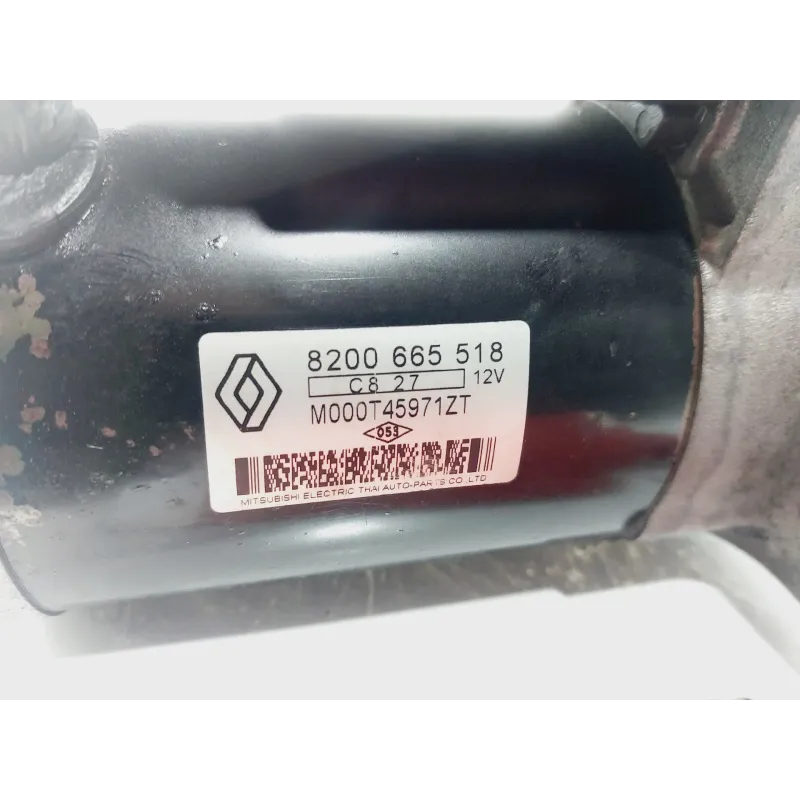 8200 665 518
C8 27 12V
M000T45971ZT
053
MITSUBISHI ELECTRIC THAI AUTO-PARTS CO.,LTD